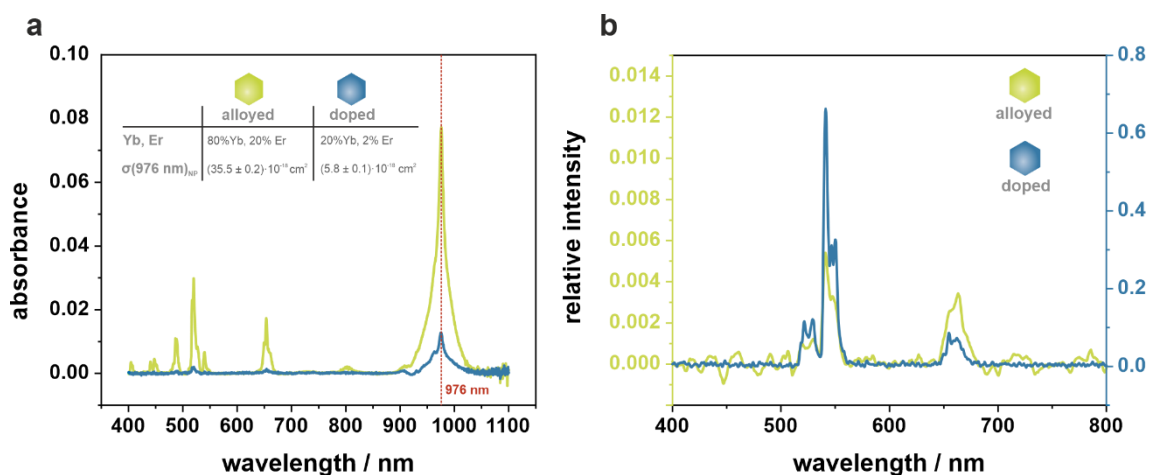 a
0.10
0.08
0.06
0.04
0.02
0.00
absorbance
alloyed doped
Yb, Er 80%Yb, 20% Er 20%Yb, 2% Er
σ(976 nm)NP (35.5 ± 0.2)·10⁻¹⁸ cm² (5.8 ± 0.1)·10⁻¹⁸ cm²
976 nm
400 500 600 700 800 900 1000 1100
wavelength / nm
b
0.014
0.012
0.010
0.008
0.006
0.004
0.002
0.000
relative intensity
alloyed
doped
0.8
0.6
0.4
0.2
0.0
400 500 600 700 800
wavelength / nm